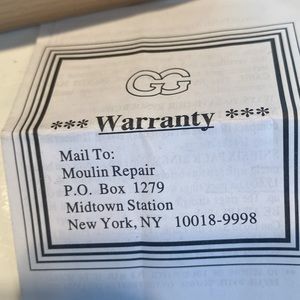 GG
*** Warranty ***
Mail To:
Moulin Repair
P.O. Box 1279
Midtown Station
New York, NY 10018-9998